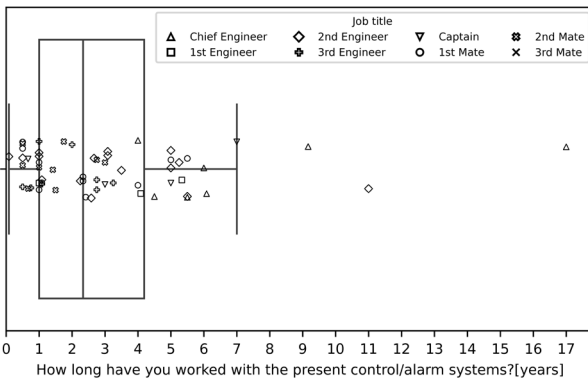 Job title
Chief Engineer 2nd Engineer Captain 2nd Mate
1st Engineer 3rd Engineer 1st Mate 3rd Mate
0 1 2 3 4 5 6 7 8 9 10 11 12 13 14 15 16 17
How long have you worked with the present control/alarm systems?[years]